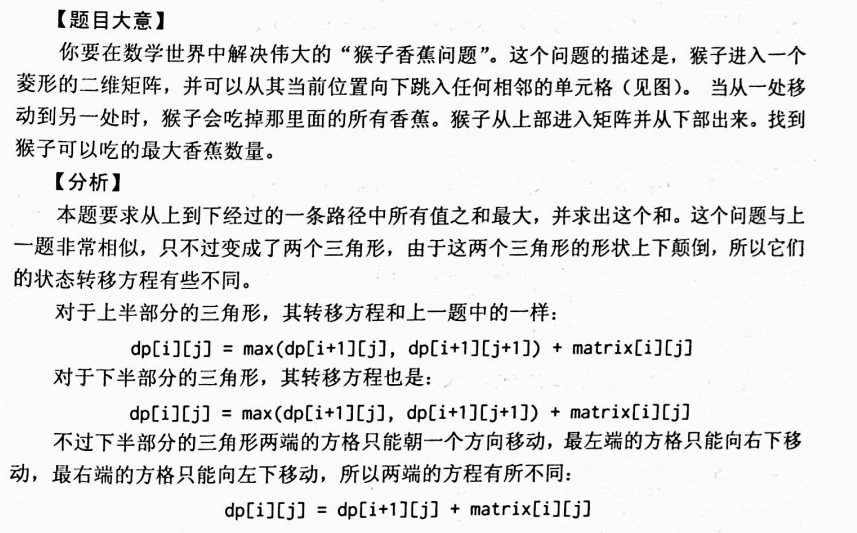 【题目大意】
你要在数学世界中解决伟大的“猴子香蕉问题”。这个问题的描述是，猴子进入一个
菱形的二维矩阵，并可以从其当前位置向下跳入任何相邻的单元格（见图）。 当从一处移
动到另一处时，猴子会吃掉那里面的所有香蕉。猴子从上部进入矩阵并从下部出来。找到
猴子可以吃的最大香蕉数量。
【分析】
本题要求从上到下经过的一条路径中所有值之和最大，并求出这个和。这个问题与上
一题非常相似，只不过变成了两个三角形，由于这两个三角形的形状上下颠倒，所以它们
的状态转移方程有些不同。
对于上半部分的三角形，其转移方程和上一题中的一样：
dp[i][j] = max(dp[i+1][j], dp[i+1][j+1]) + matrix[i][j]
对于下半部分的三角形，其转移方程也是：
dp[i][j] = max(dp[i+1][j], dp[i+1][j+1]) + matrix[i][j]
不过下半部分的三角形两端的方格只能朝一个方向移动，最左端的方格只能向右下移
动，最右端的方格只能向左下移动，所以两端的方程有所不同：
dp[i][j] = dp[i+1][j] + matrix[i][j]